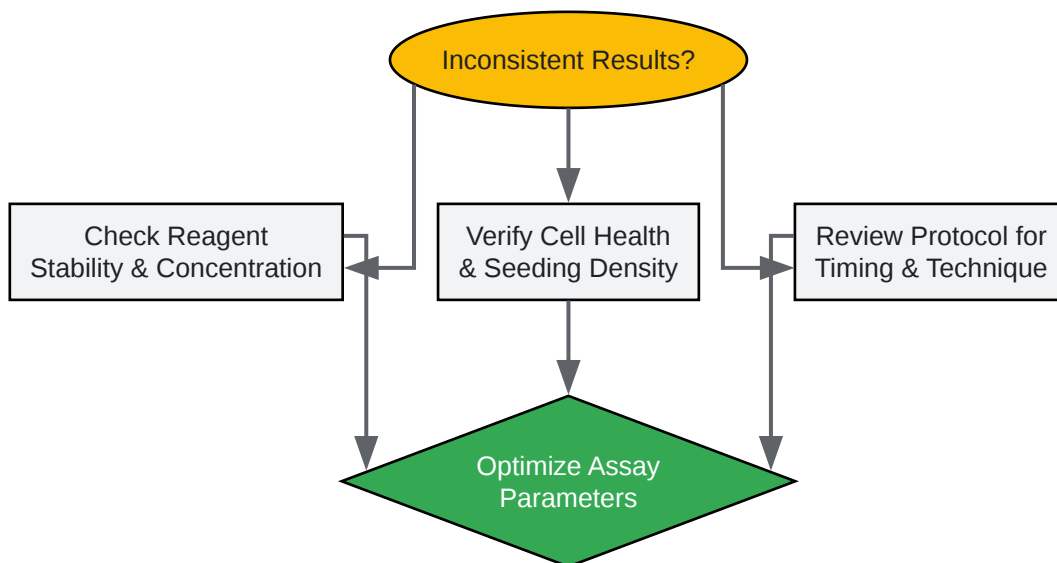 Inconsistent Results?
Check Reagent
Stability & Concentration
Verify Cell Health
& Seeding Density
Review Protocol for
Timing & Technique
Optimize Assay
Parameters